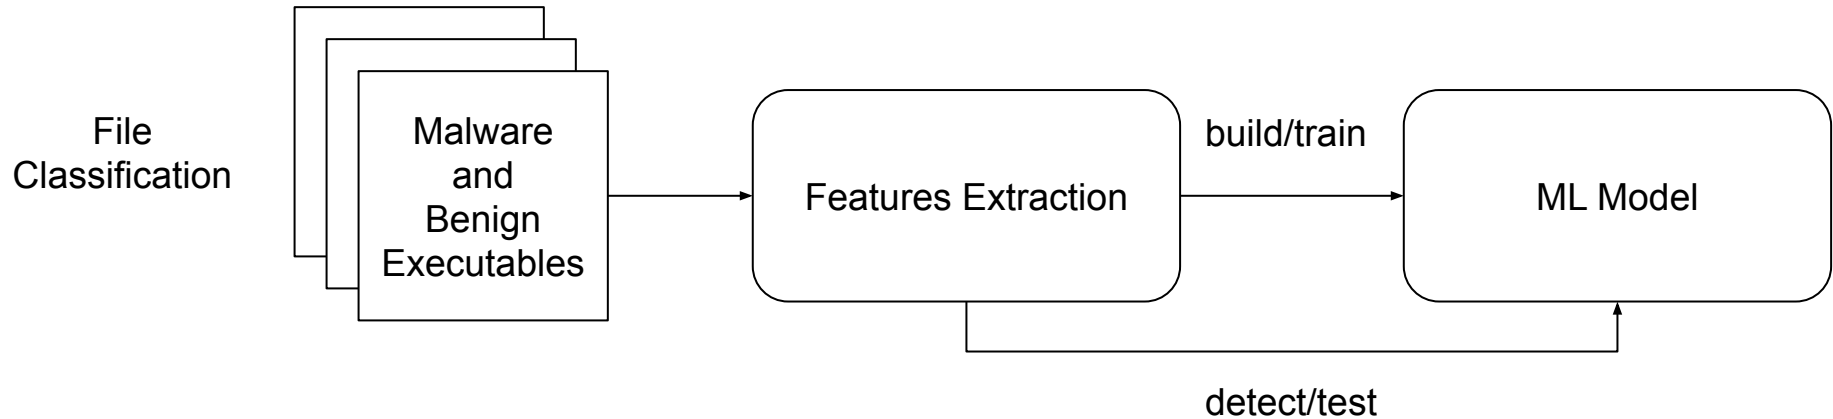 File
Classification
Malware
and
Benign
Executables
Features Extraction
build/train
ML Model
detect/test